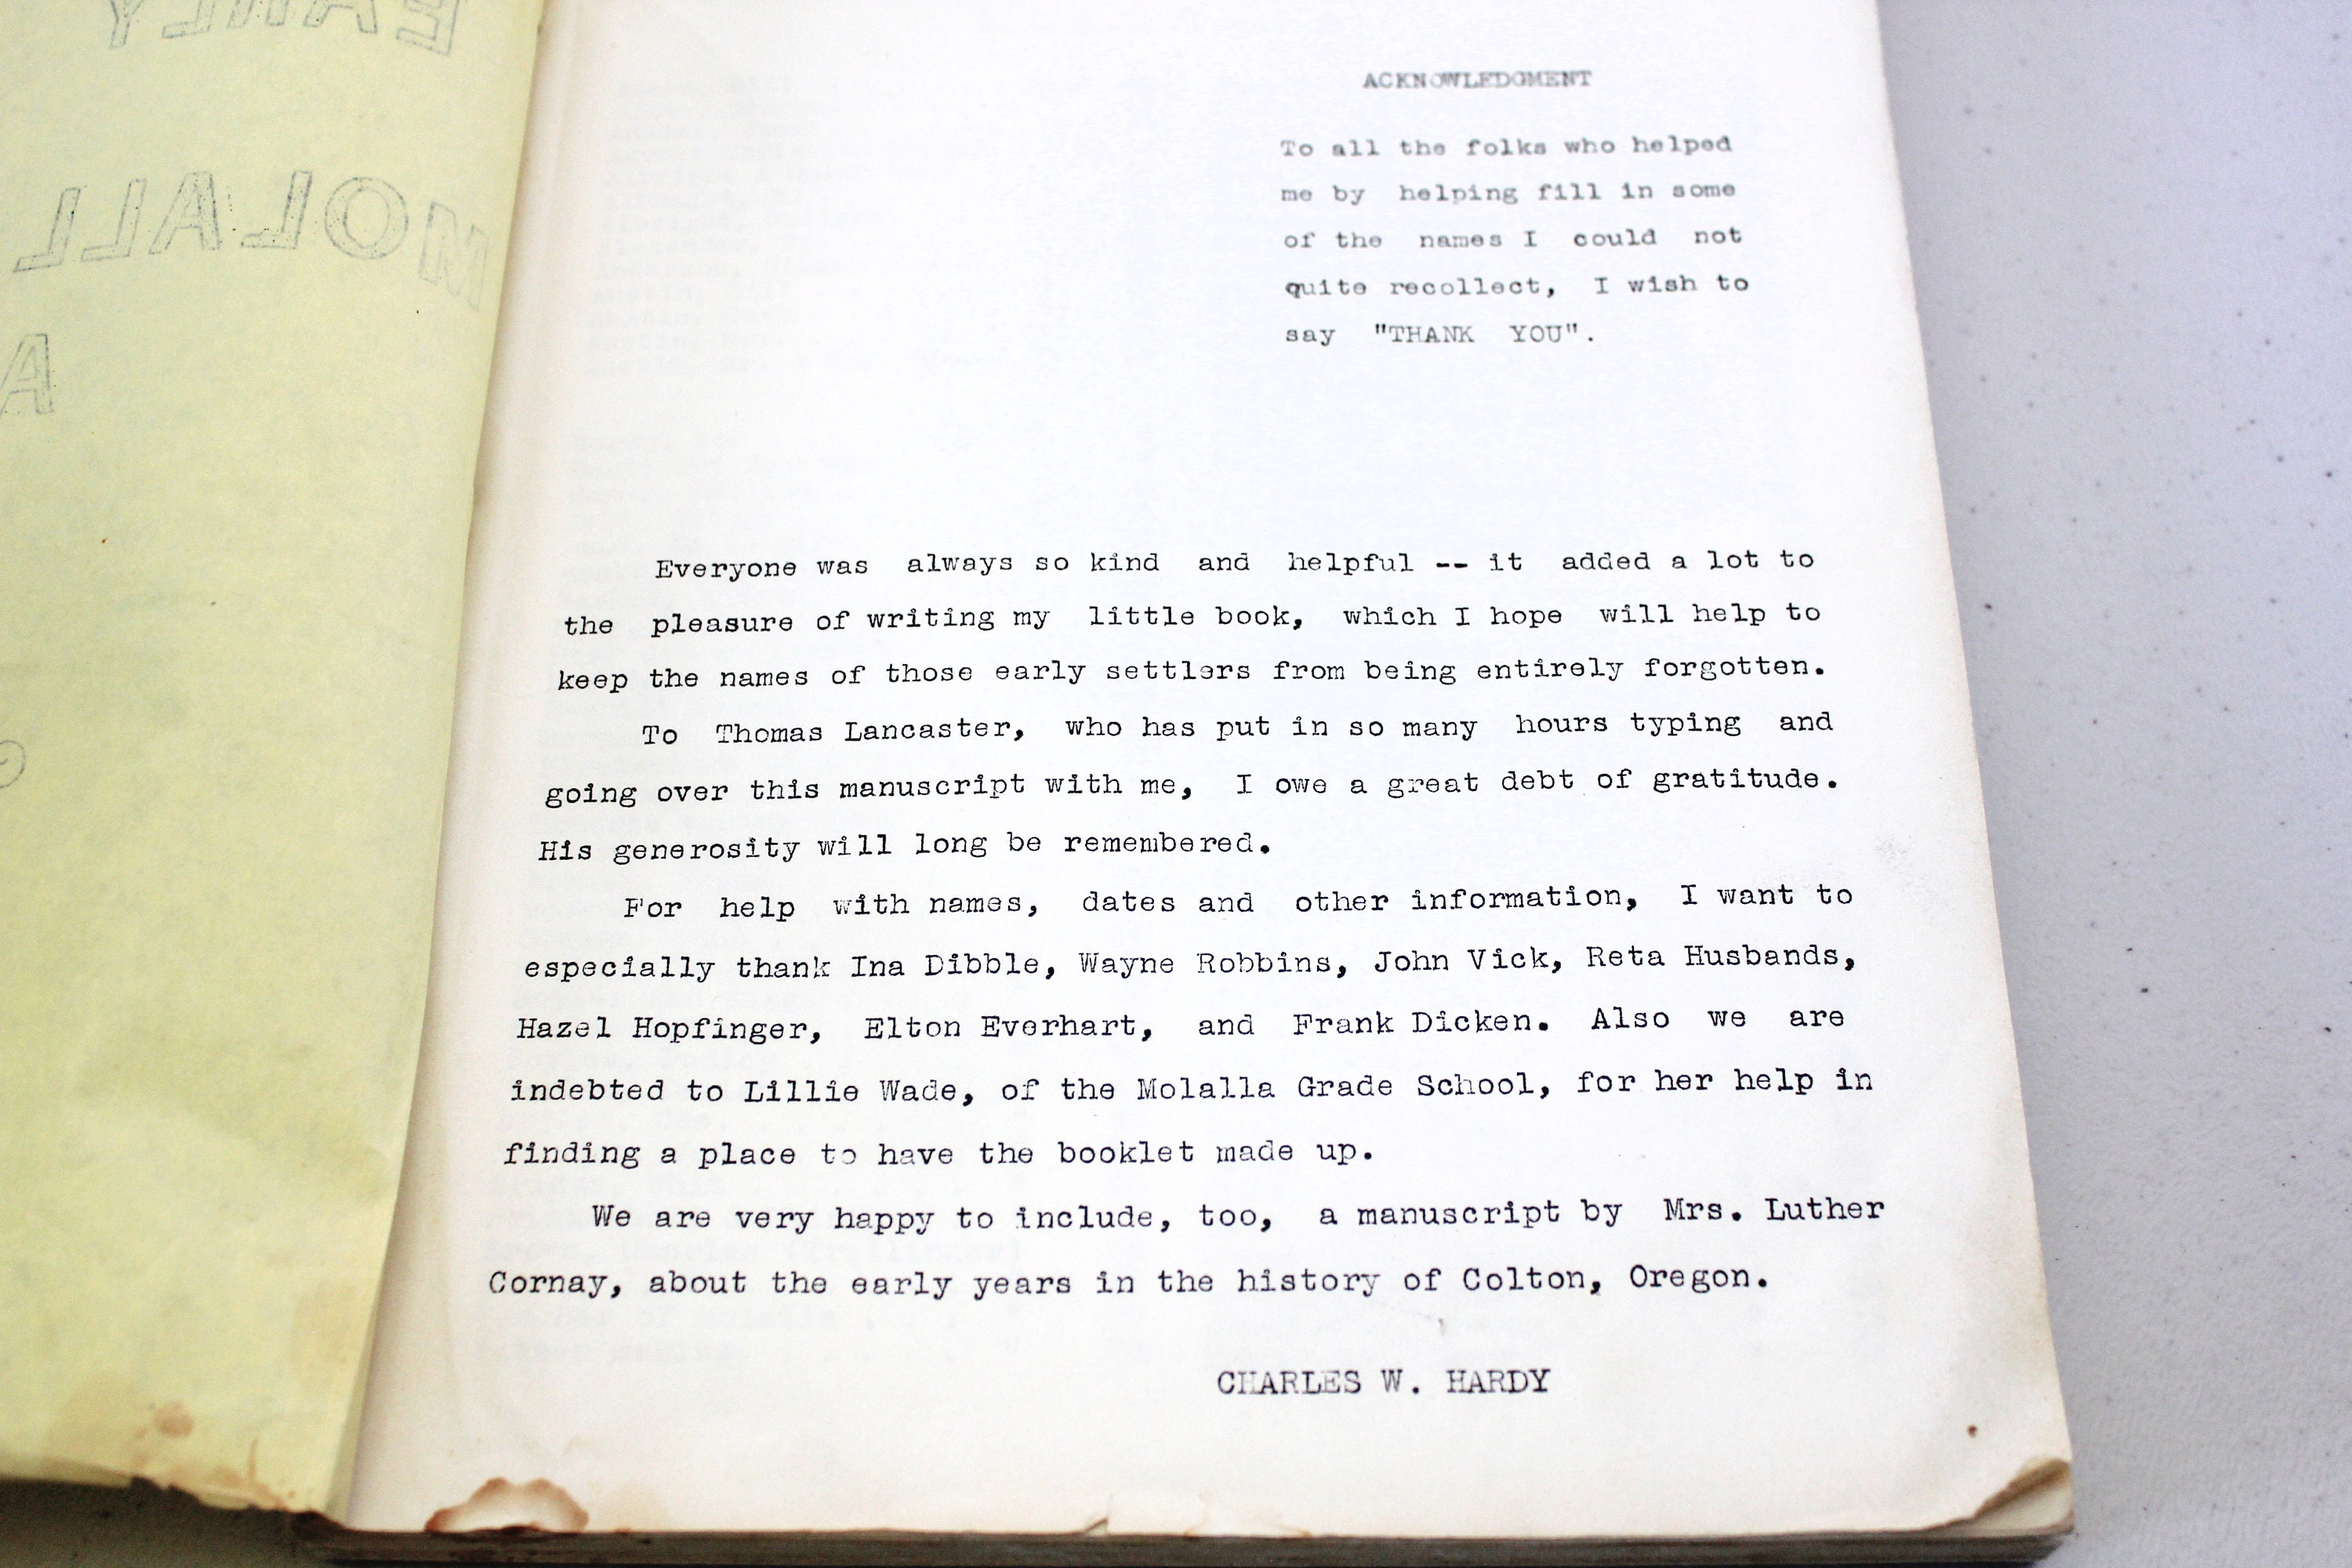 EARLY
MOLALL
A
ACKNOWLEDGMENT
To all the folks who helped
me by helping fill in some
of the names I could not
quite recollect, I wish to
say "THANK YOU".
Everyone was always so kind and helpful -- it added a lot to
the pleasure of writing my little book, which I hope will help to
keep the names of those early settlers from being entirely forgotten.
To Thomas Lancaster, who has put in so many hours typing and
going over this manuscript with me, I owe a great debt of gratitude.
His generosity will long be remembered.
For help with names, dates and other information, I want to
especially thank Ina Dibble, Wayne Robbins, John Vick, Reta Husbands,
Hazel Hopfinger, Elton Everhart, and Frank Dicken. Also we are
indebted to Lillie Wade, of the Molalla Grade School, for her help in
finding a place to have the booklet made up.
We are very happy to include, too, a manuscript by Mrs. Luther
Cornay, about the early years in the history of Colton, Oregon.
CHARLES W. HARDY